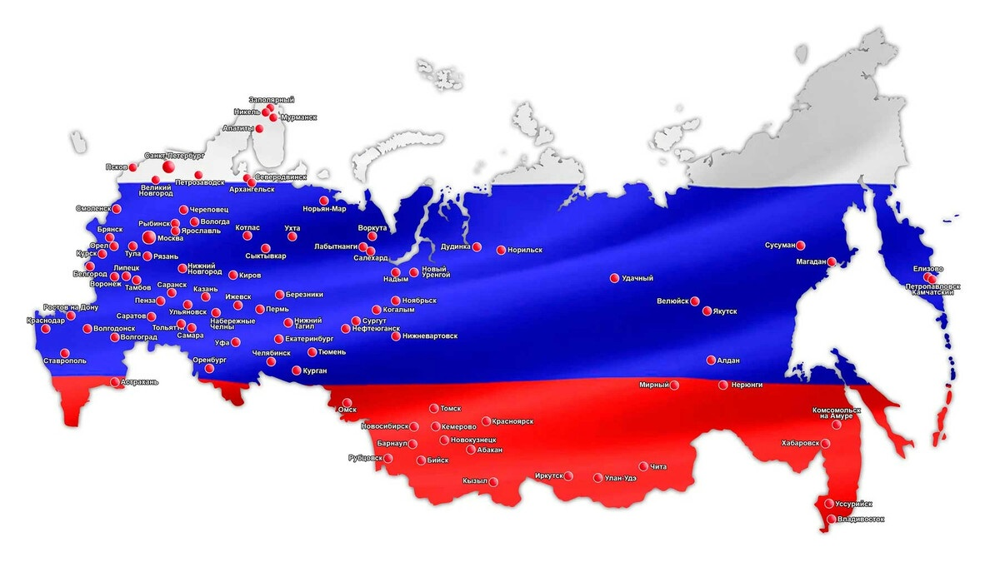 Заполярный
Никель
Мурманск
Апатиты
Санкт-Петербург
Псков
Северодвинск
Петрозаводск
Великий
Новгород
Архангельск
Норьян-Мар
Смоленск
Череповец
Рыбинск
Вологда
Ярославль
Брянск
Котлас
Ухта
Воркута
Москва
Орел
Лабытнанги
Дудинка
Норильск
Сусуман
Курск
Тула
Рязань
Сыктывкар
Салехард
Магадан
Белгород
Липецк
Нижний
Новгород
Киров
Новый
Уренгой
Надым
Удачный
Елизово
Воронеж
Тамбов
Саранск
Казань
Петропавловск
Камчатский
Пенза
Ижевск
Березники
Ноябрьск
Велюйск
Ростов на Дону
Ульяновск
Пермь
Когалым
Якутск
Краснодар
Саратов
Набережные
Челны
Нижний
Тагил
Сургут
Волгодонск
Тольятти
Нефтеюганск
Волгоград
Самара
Уфа
Екатеринбург
Нижневартовск
Ставрополь
Оренбург
Челябинск
Тюмень
Алдан
Курган
Астрахань
Мирный
Нерюнги
Омск
Томск
Комсомольск
на Амуре
Новосибирск
Кемерово
Красноярск
Барнаул
Новокузнецк
Абакан
Хабаровск
Рубцовск
Бийск
Кызыл
Иркутск
Улан-Удэ
Чита
Уссурийск
Владивосток